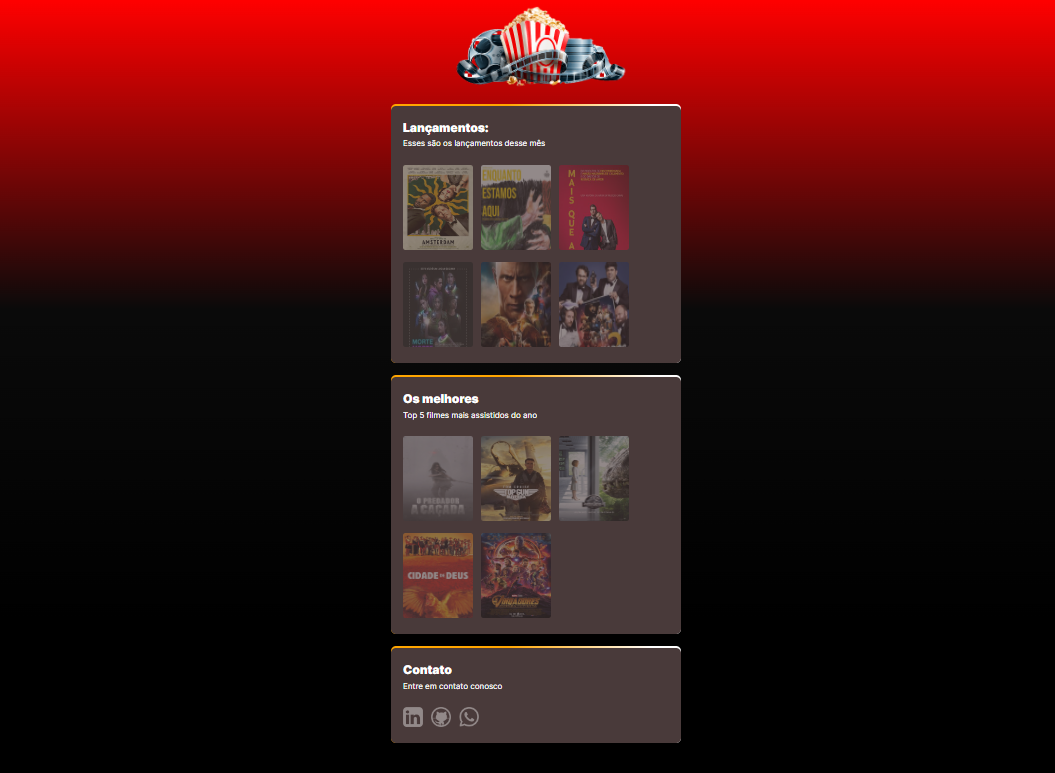 Lançamentos:
Esses são os lançamentos desse mês
AMSTERDAM
ENQUANTO
ESTAMOS
AQUI
MAIS QUE A
MORTE
Os melhores
Top 5 filmes mais assistidos do ano
O PREDADOR
A CAÇADA
TOP GUN
CIDADE DE DEUS
VINGADORES
Contato
Entre em contato conosco
in